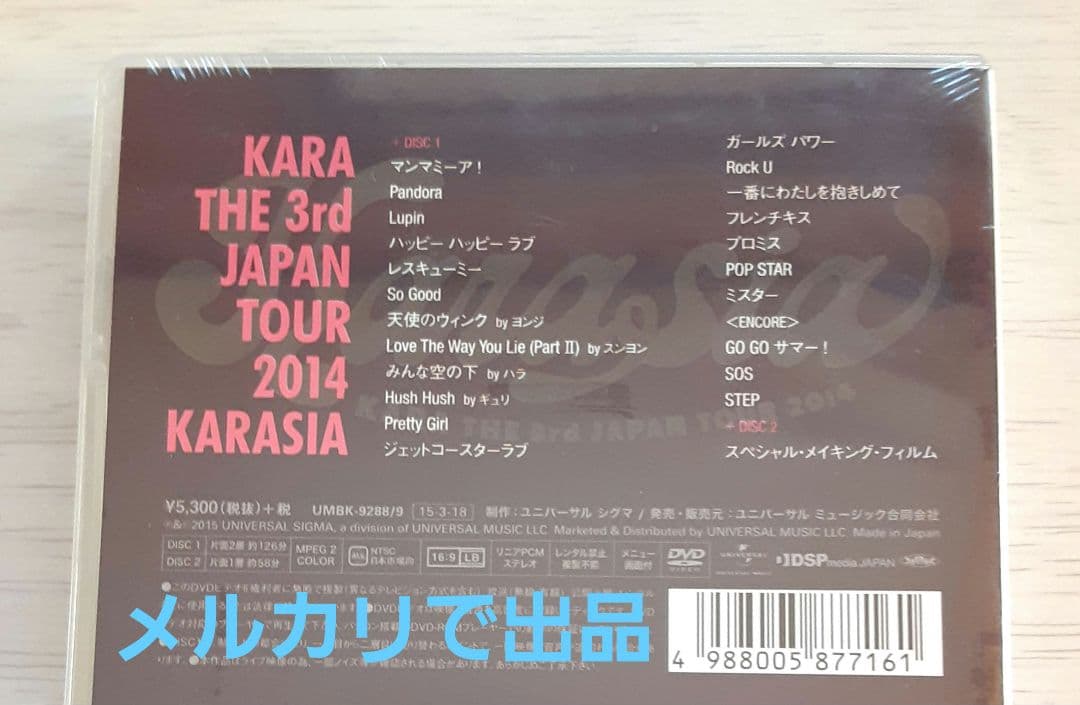 KARA
THE 3rd
JAPAN
TOUR
2014
KARASIA
+ DISC 1
マンマミーア!
Pandora
Lupin
ハッピー ハッピー ラブ
レスキューミー
So Good
天使のウィンク by ヨンジ
Love The Way You Lie (Part II) by スンヨン
みんな空の下 by ハラ
Hush Hush by ギュリ
Pretty Girl
ジェットコースターラブ
ガールズ パワー
Rock U
一番にわたしを抱きしめて
フレンチキス
プロミス
POP STAR
ミスター
<ENCORE>
GO GO サマー!
SOS
STEP
+ DISC 2
スペシャル・メイキング・フィルム
Karasia
KARA THE 3rd JAPAN TOUR 2014
¥5,300(税抜)+税 UMBK-9288/9 15-3-18 制作:ユニバーサル シグマ / 発売・販売元:ユニバーサル ミュージック合同会社
℗&© 2015 UNIVERSAL SIGMA, a division of UNIVERSAL MUSIC LLC Marketed & Distributed by UNIVERSAL MUSIC LLC Made in Japan
DISC 1 片面2層 約126分
DISC 2 片面1層 約58分
MPEG 2
COLOR
NTSC
日本市場向
16:9 LB
リニアPCM
ステレオ
レンタル禁止
複製不能
メニュー
画面付
DVD
VIDEO
UNIVERSAL
DSPmedia JAPAN
メルカリで出品
4 988005 877161